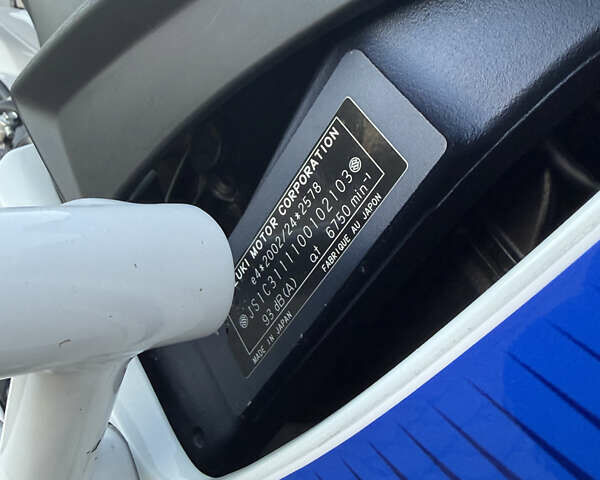 ZUKI MOTOR CORPORATION
e4*2002/24*2578
JS1C3111100102103
93 dB(A) at 6750 min⁻¹
MADE IN JAPAN FABRIQUE AU JAPON